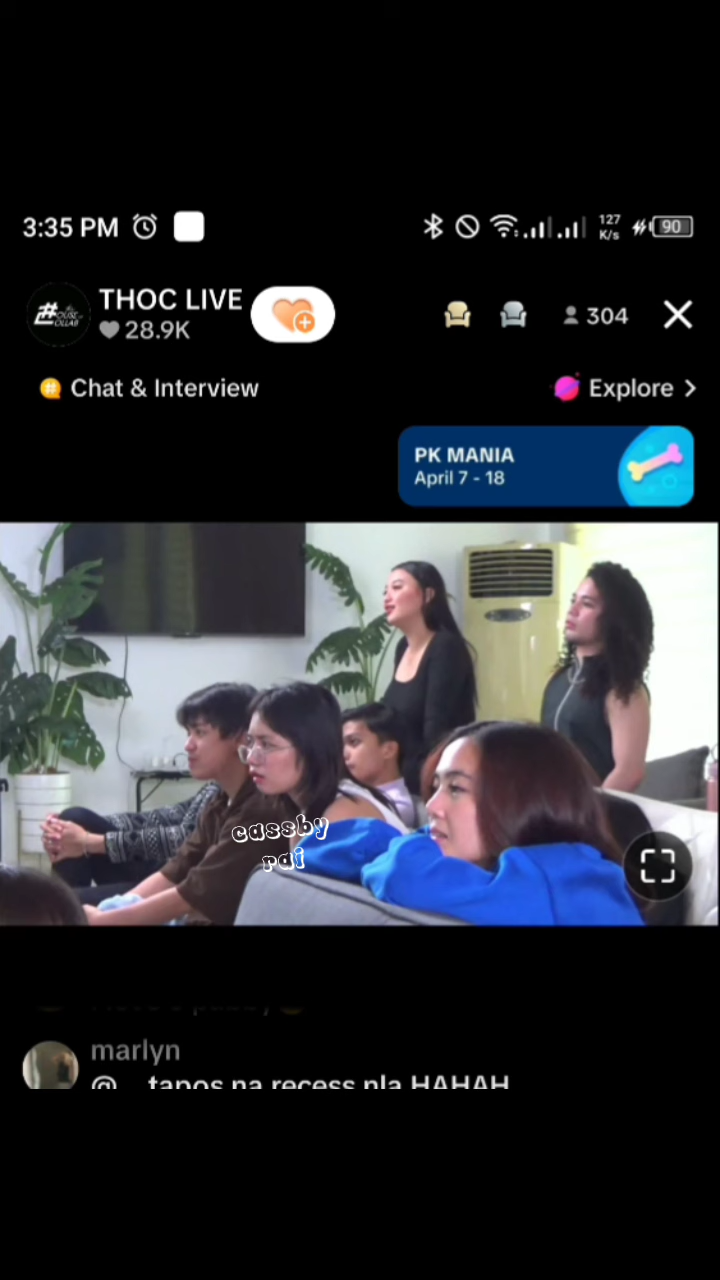 3:35 PM
127
K/s
90
THOC LIVE
28.9K
304
Chat & Interview
Explore
PK MANIA
April 7 - 18
cassby
rai
marlyn
@ tapos na recess nla HAHAH